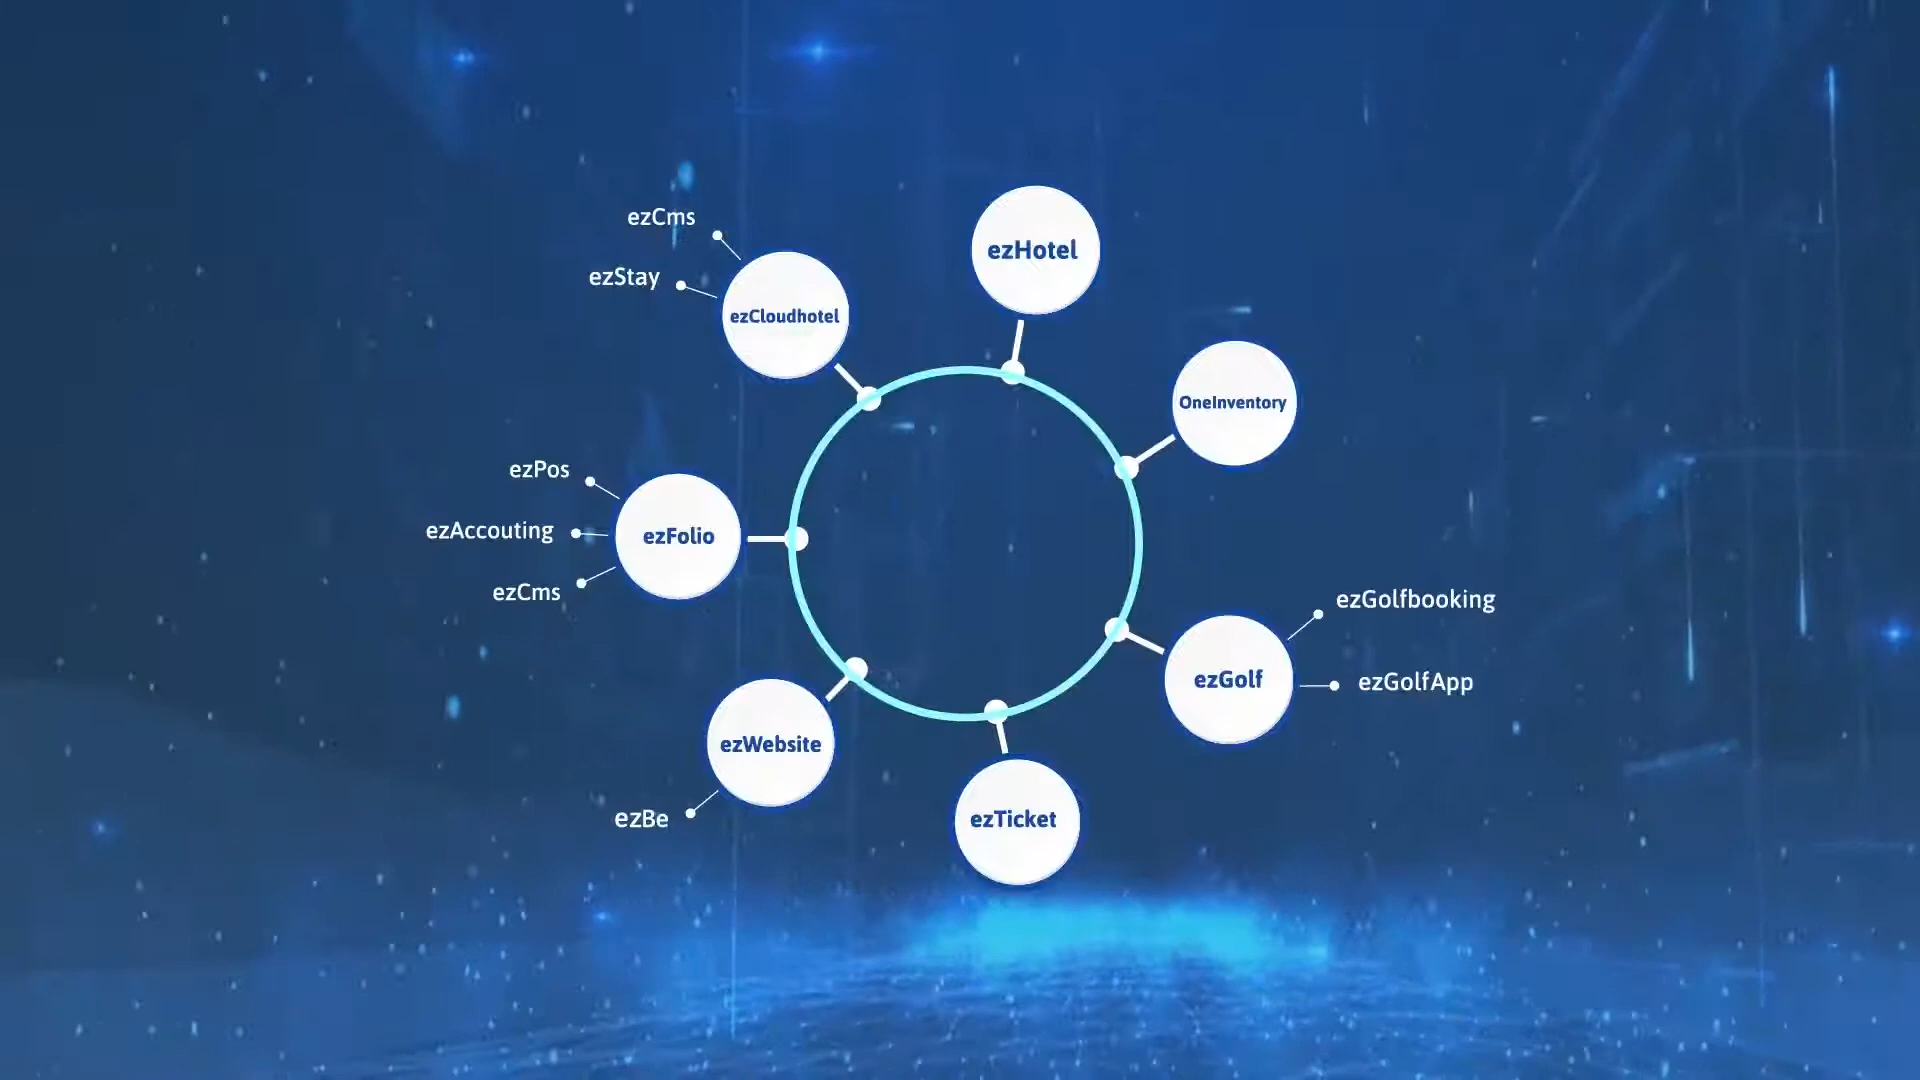 ezCms
ezHotel
ezStay
ezCloudhotel
OneInventory
ezPos
ezAccouting
ezFolio
ezCms
ezGolfbooking
ezGolf
ezGolfApp
ezWebsite
ezBe
ezTicket